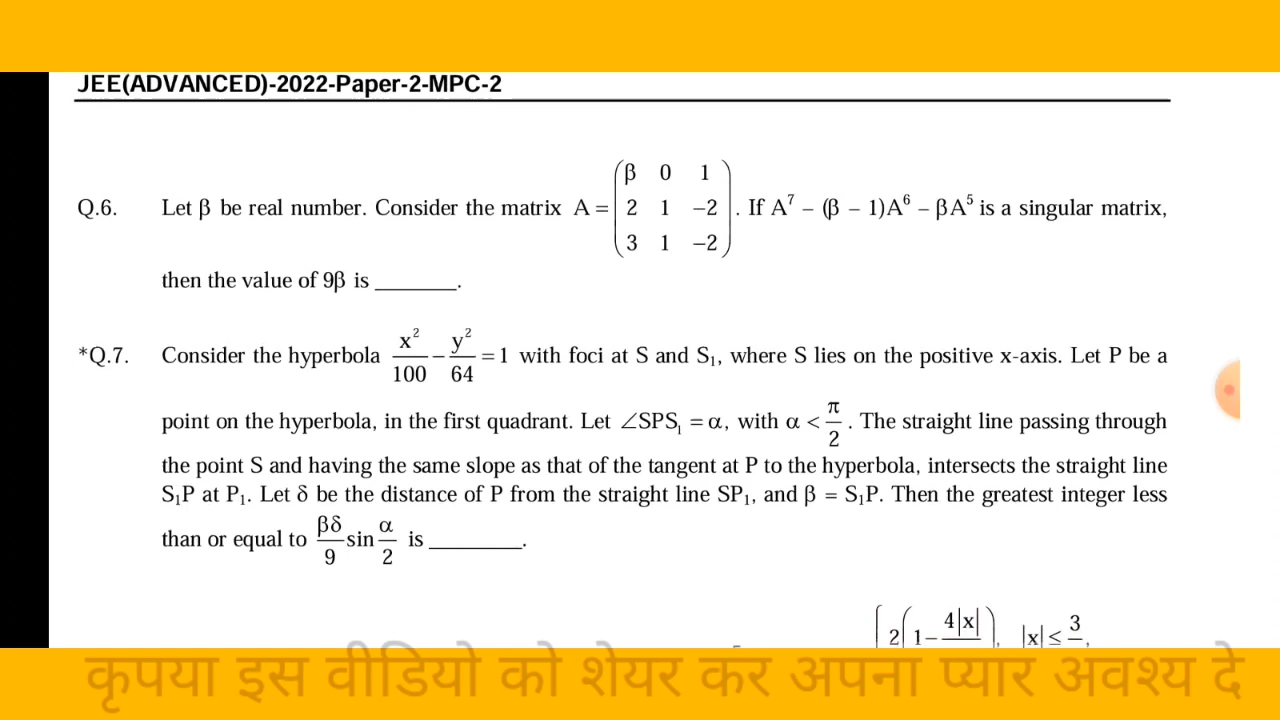 JEE(ADVANCED)-2022-Paper-2-MPC-2
Q.6. Let β be real number. Consider the matrix A = (β 0 1 / 2 1 −2 / 3 1 −2). If A⁷ − (β − 1)A⁶ − βA⁵ is a singular matrix,
then the value of 9β is ________.
*Q.7. Consider the hyperbola x²/100 − y²/64 = 1 with foci at S and S₁, where S lies on the positive x-axis. Let P be a
point on the hyperbola, in the first quadrant. Let ∠SPS₁ = α, with α < π/2. The straight line passing through
the point S and having the same slope as that of the tangent at P to the hyperbola, intersects the straight line
S₁P at P₁. Let δ be the distance of P from the straight line SP₁, and β = S₁P. Then the greatest integer less
than or equal to βδ/9 sin α/2 is _________.
2(1− 4|x| ), |x| ≤ 3 ,
कृपया इस वीडियो को शेयर कर अपना प्यार अवश्य दे